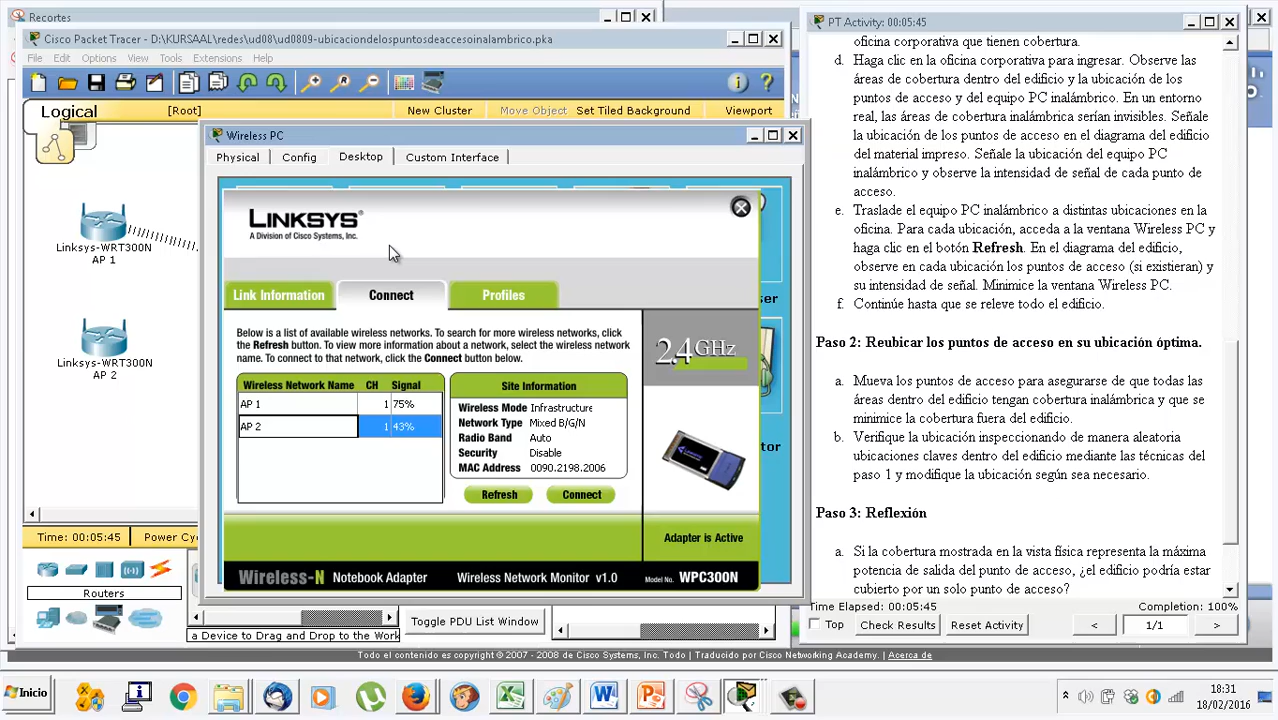 Recortes
PT Activity: 00:05:45
Cisco Packet Tracer - D:\KURSAAL\redes\ud08\ud0809-ubicaciondelospuntosdeaccesoinalambrico.pka
File Edit Options View Tools Extensions Help
Logical [Root] New Cluster Move Object Set Tiled Background Viewport
Wireless PC
Physical Config Desktop Custom Interface
LINKSYS®
A Division of Cisco Systems, Inc.
Link Information Connect Profiles
Below is a list of available wireless networks. To search for more wireless networks, click
the Refresh button. To view more information about a network, select the wireless network
name. To connect to that network, click the Connect button below.
2,4GHz
Wireless Network Name CH Signal
AP 1 1 75%
AP 2 1 43%
Site Information
Wireless Mode Infrastructure
Network Type Mixed B/G/N
Radio Band Auto
Security Disable
MAC Address 0090.2198.2006
Refresh Connect
Adapter is Active
Wireless-N Notebook Adapter Wireless Network Monitor v1.0 Model No. WPC300N
Linksys-WRT300N
AP 1
Linksys-WRT300N
AP 2
ser
tor
Time: 00:05:45 Power Cy
Routers
a Device to Drag and Drop to the Work
Toggle PDU List Window
oficina corporativa que tienen cobertura.
d. Haga clic en la oficina corporativa para ingresar. Observe las
áreas de cobertura dentro del edificio y la ubicación de los
puntos de acceso y del equipo PC inalámbrico. En un entorno
real, las áreas de cobertura inalámbrica serían invisibles. Señale
la ubicación de los puntos de acceso en el diagrama del edificio
del material impreso. Señale la ubicación del equipo PC
inalámbrico y observe la intensidad de señal de cada punto de
acceso.
e. Traslade el equipo PC inalámbrico a distintas ubicaciones en la
oficina. Para cada ubicación, acceda a la ventana Wireless PC y
haga clic en el botón Refresh. En el diagrama del edificio,
observe en cada ubicación los puntos de acceso (si existieran) y
su intensidad de señal. Minimice la ventana Wireless PC.
f. Continúe hasta que se releve todo el edificio.
Paso 2: Reubicar los puntos de acceso en su ubicación óptima.
a. Mueva los puntos de acceso para asegurarse de que todas las
áreas dentro del edificio tengan cobertura inalámbrica y que se
minimice la cobertura fuera del edificio.
b. Verifique la ubicación inspeccionando de manera aleatoria
ubicaciones claves dentro del edificio mediante las técnicas del
paso 1 y modifique la ubicación según sea necesario.
Paso 3: Reflexión
a. Si la cobertura mostrada en la vista física representa la máxima
potencia de salida del punto de acceso, ¿el edificio podría estar
cubierto por un solo punto de acceso?
Time Elapsed: 00:05:45 Completion: 100%
Top Check Results Reset Activity < 1/1 >
Todo el contenido es copyright © 2007 - 2008 de Cisco Systems, Inc. Todo | Traducido por Cisco Networking Academy. | Acerca de
Inicio
18:31
18/02/2016